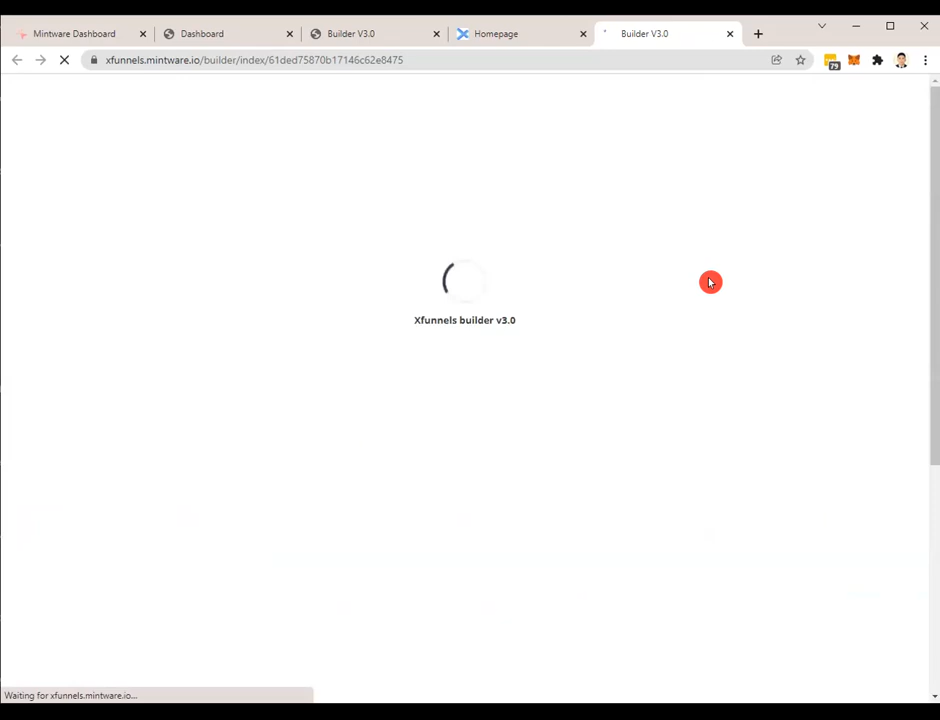 Mintware Dashboard
Dashboard
Builder V3.0
Homepage
Builder V3.0
xfunnels.mintware.io/builder/index/61ded75870b17146c62e8475
79
Xfunnels builder v3.0
Waiting for xfunnels.mintware.io...